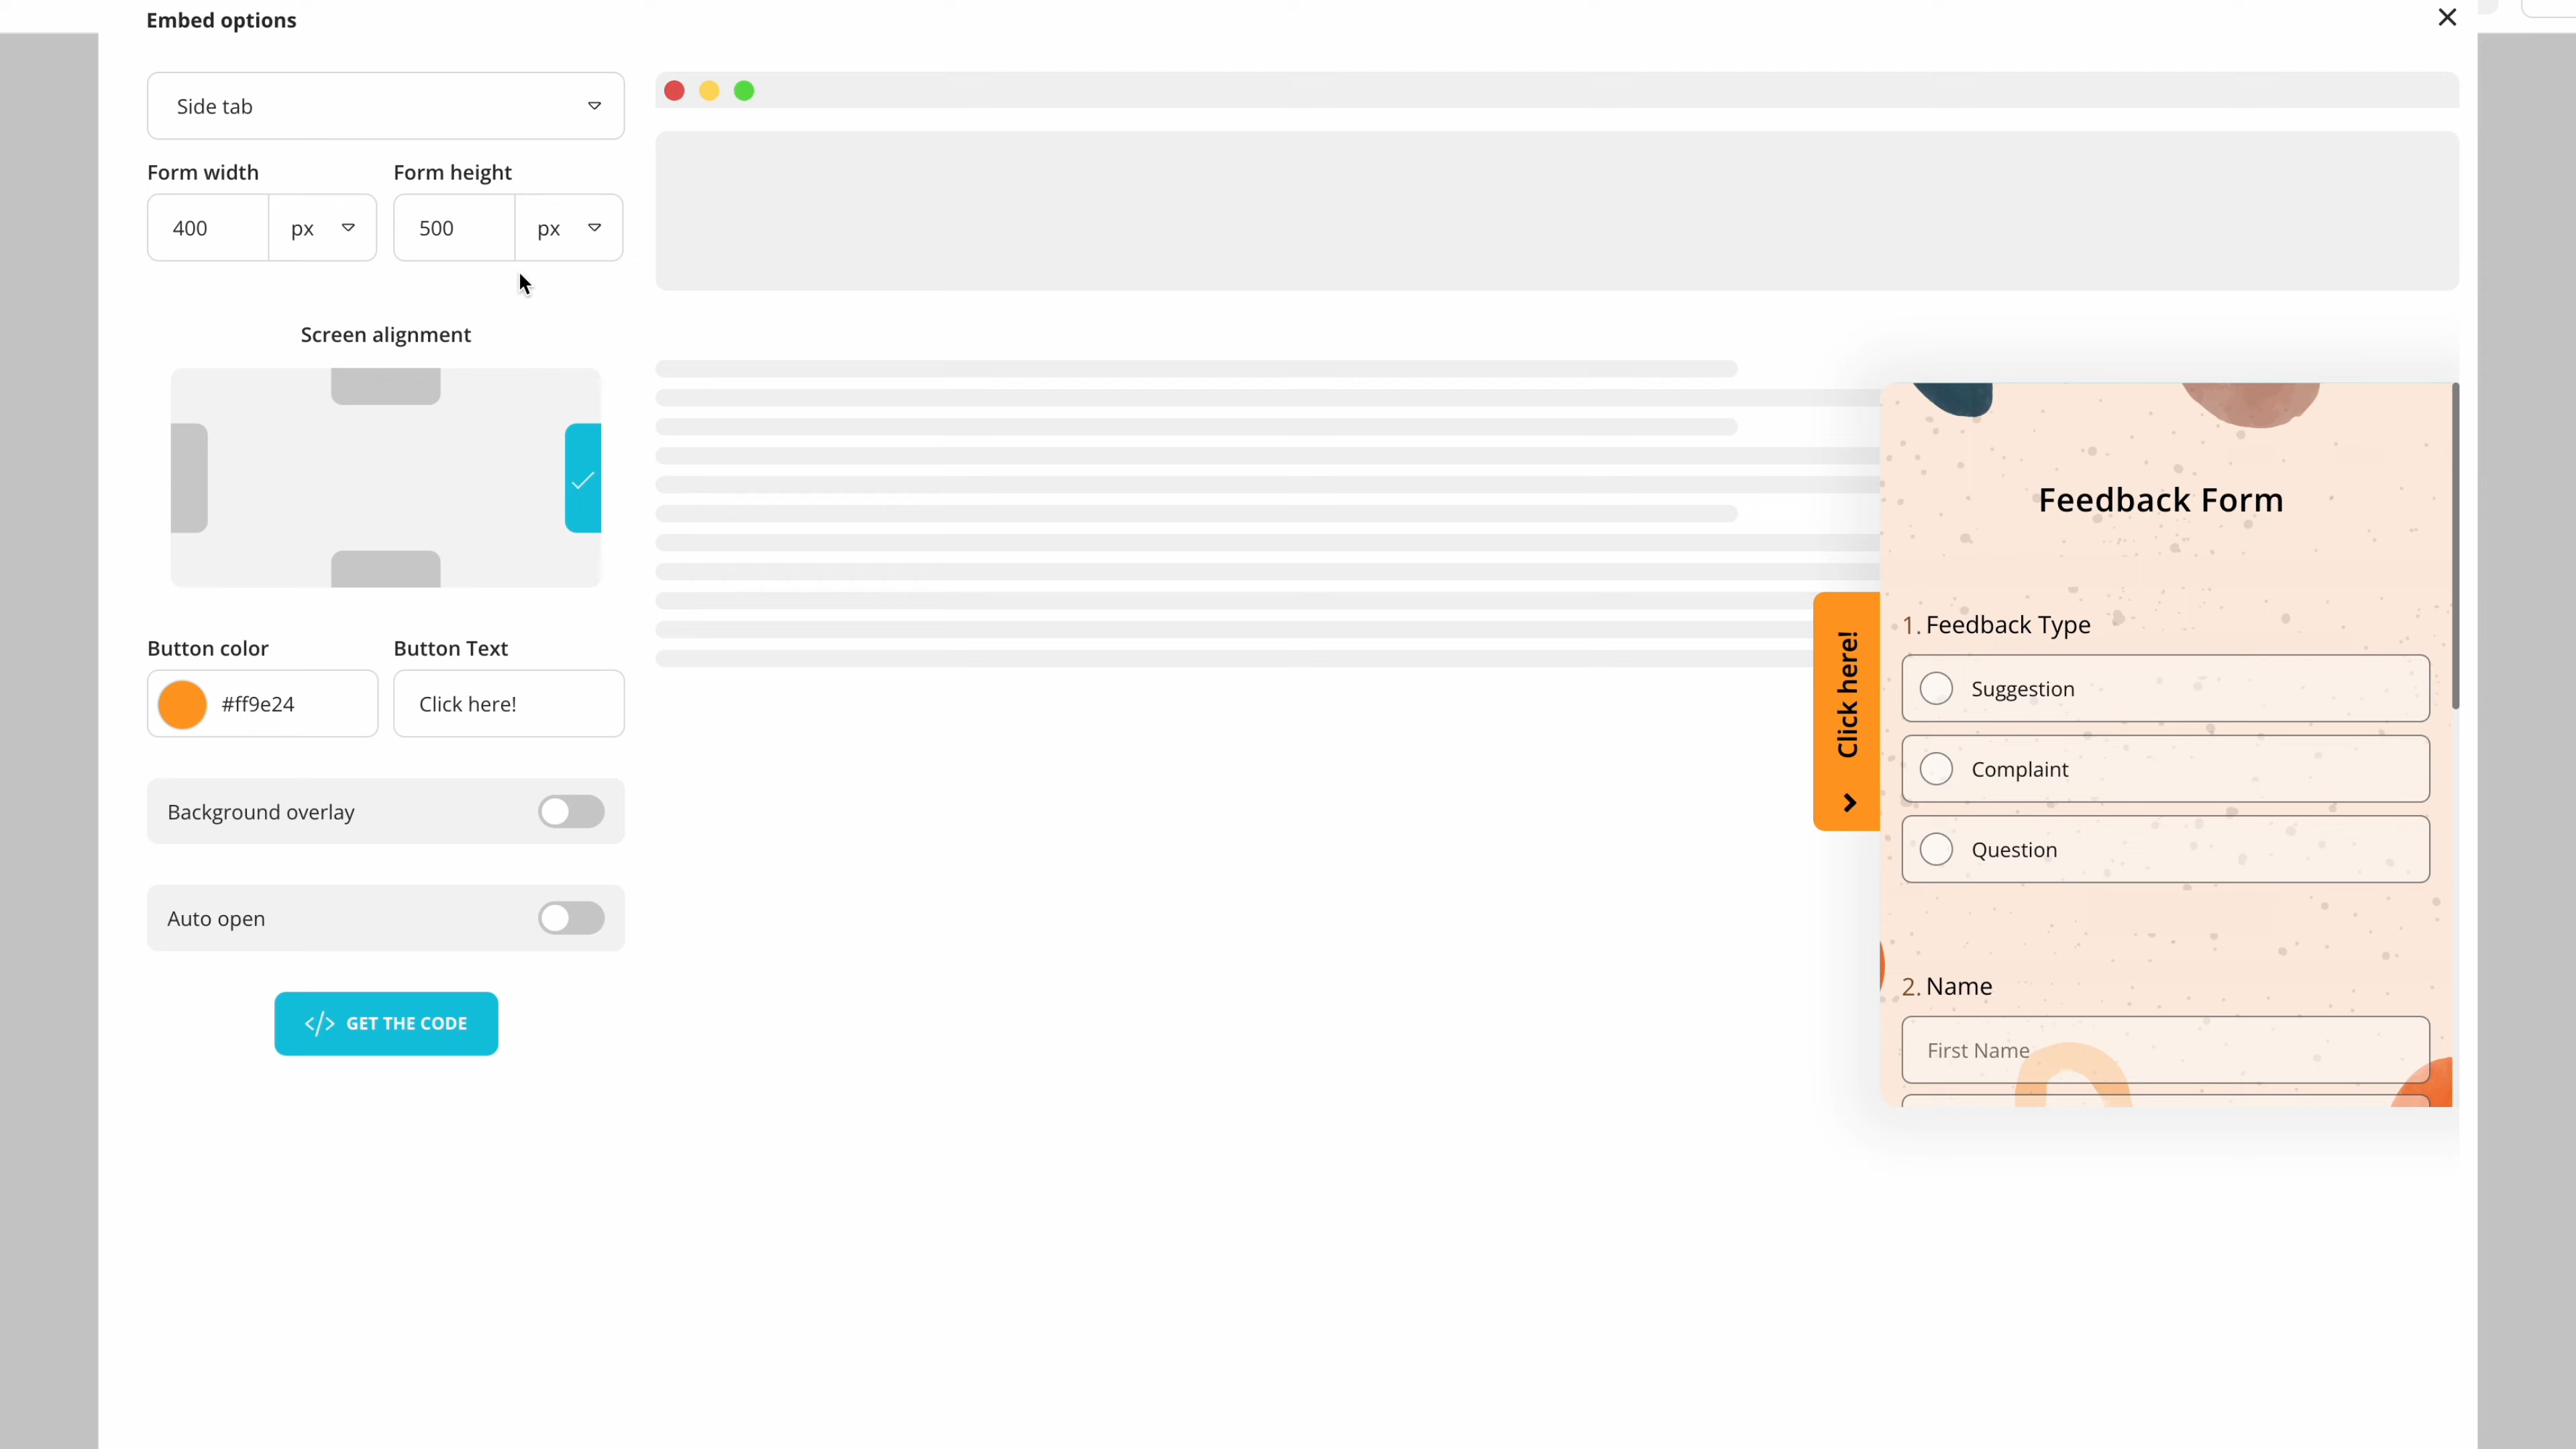 Embed options
Side tab
Form width
Form height
400
px
500
px
Screen alignment
Button color
Button Text
#ff9e24
Click here!
Background overlay
Auto open
</> GET THE CODE
Click here!
Feedback Form
1. Feedback Type
Suggestion
Complaint
Question
2. Name
First Name